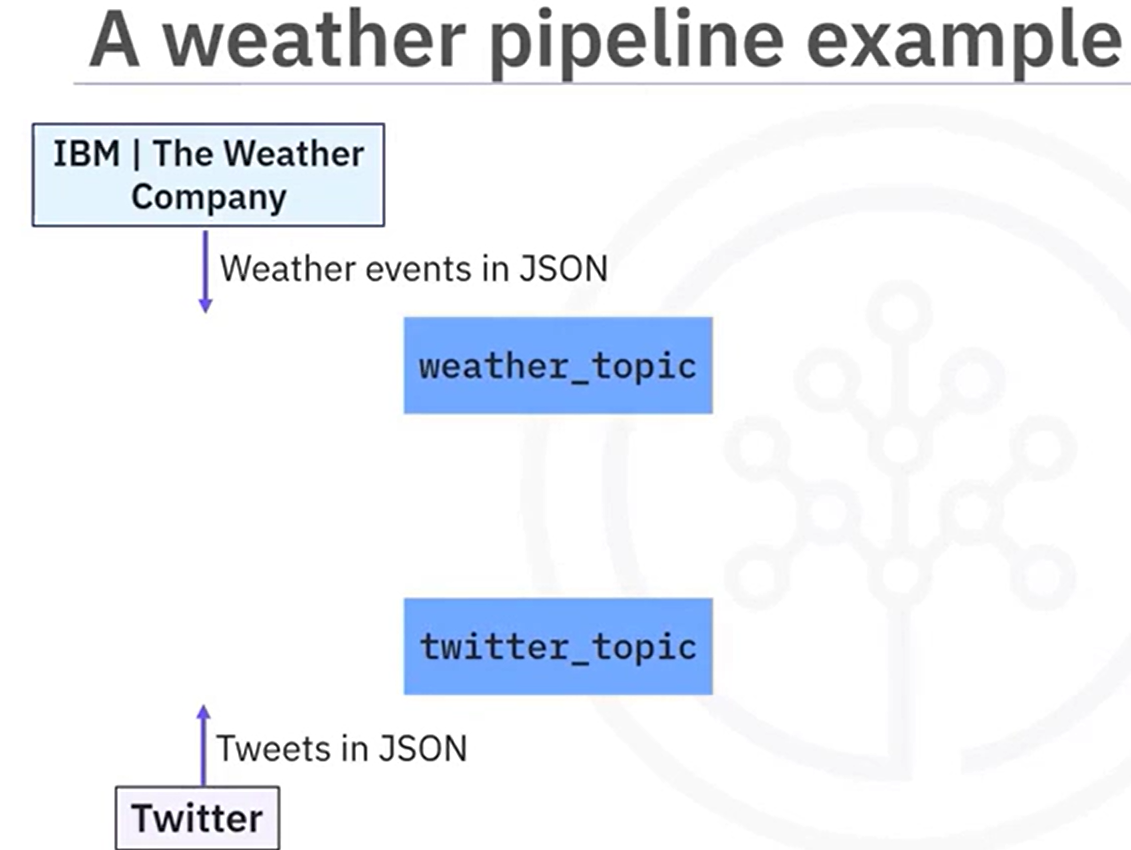 A weather pipeline example
IBM | The Weather
Company
Weather events in JSON
weather_topic
twitter_topic
Tweets in JSON
Twitter